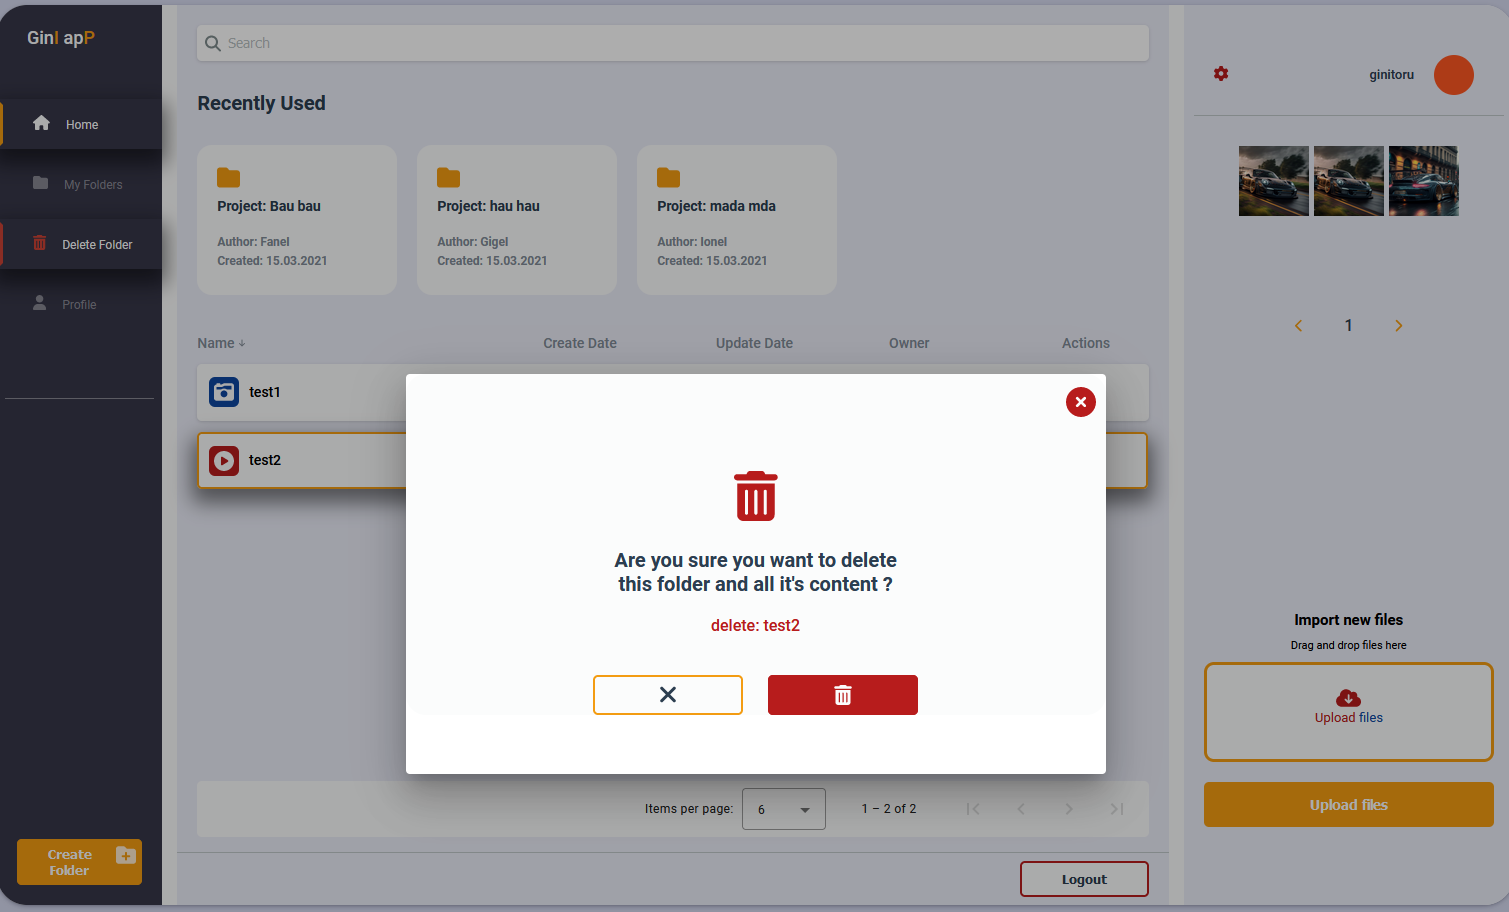 GinI apP
Home
My Folders
Delete Folder
Profile
Create
Folder
Search
Recently Used
Project: Bau bau
Author: Fanel
Created: 15.03.2021
Project: hau hau
Author: Gigel
Created: 15.03.2021
Project: mada mda
Author: Ionel
Created: 15.03.2021
Name Create Date Update Date Owner Actions
test1
test2
Are you sure you want to delete
this folder and all it's content ?
delete: test2
Items per page: 6 1 – 2 of 2
Logout
ginitoru
1
Import new files
Drag and drop files here
Upload files
Upload files